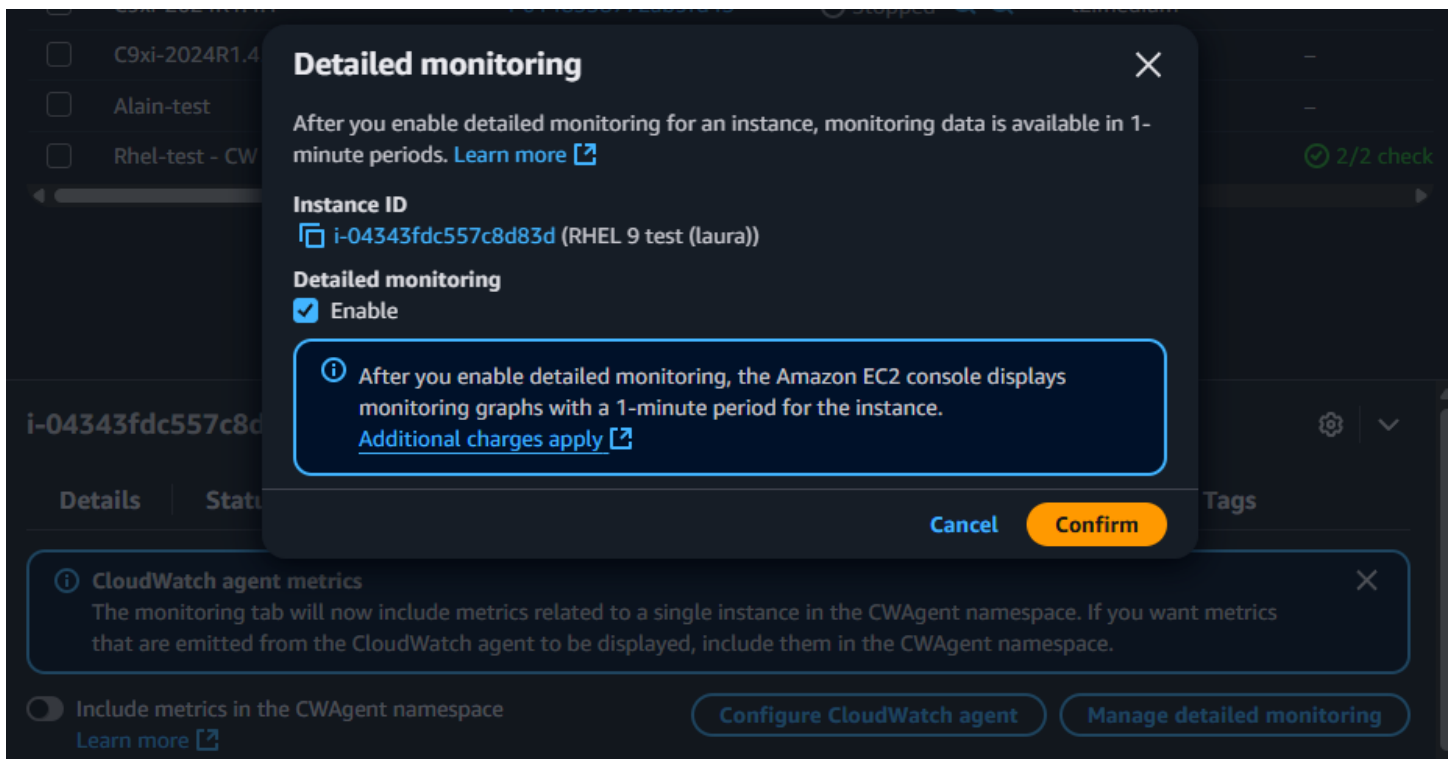 Stopped
t2.medium
C9xi-2024R1.4
–
Alain-test
–
Rhel-test - CW
2/2 check
Detailed monitoring
After you enable detailed monitoring for an instance, monitoring data is available in 1-
minute periods. Learn more
Instance ID
i-04343fdc557c8d83d (RHEL 9 test (laura))
Detailed monitoring
Enable
After you enable detailed monitoring, the Amazon EC2 console displays
monitoring graphs with a 1-minute period for the instance.
Additional charges apply
Cancel Confirm
i-04343fdc557c8d
Details Statu Tags
CloudWatch agent metrics
The monitoring tab will now include metrics related to a single instance in the CWAgent namespace. If you want metrics
that are emitted from the CloudWatch agent to be displayed, include them in the CWAgent namespace.
Include metrics in the CWAgent namespace
Learn more
Configure CloudWatch agent Manage detailed monitoring